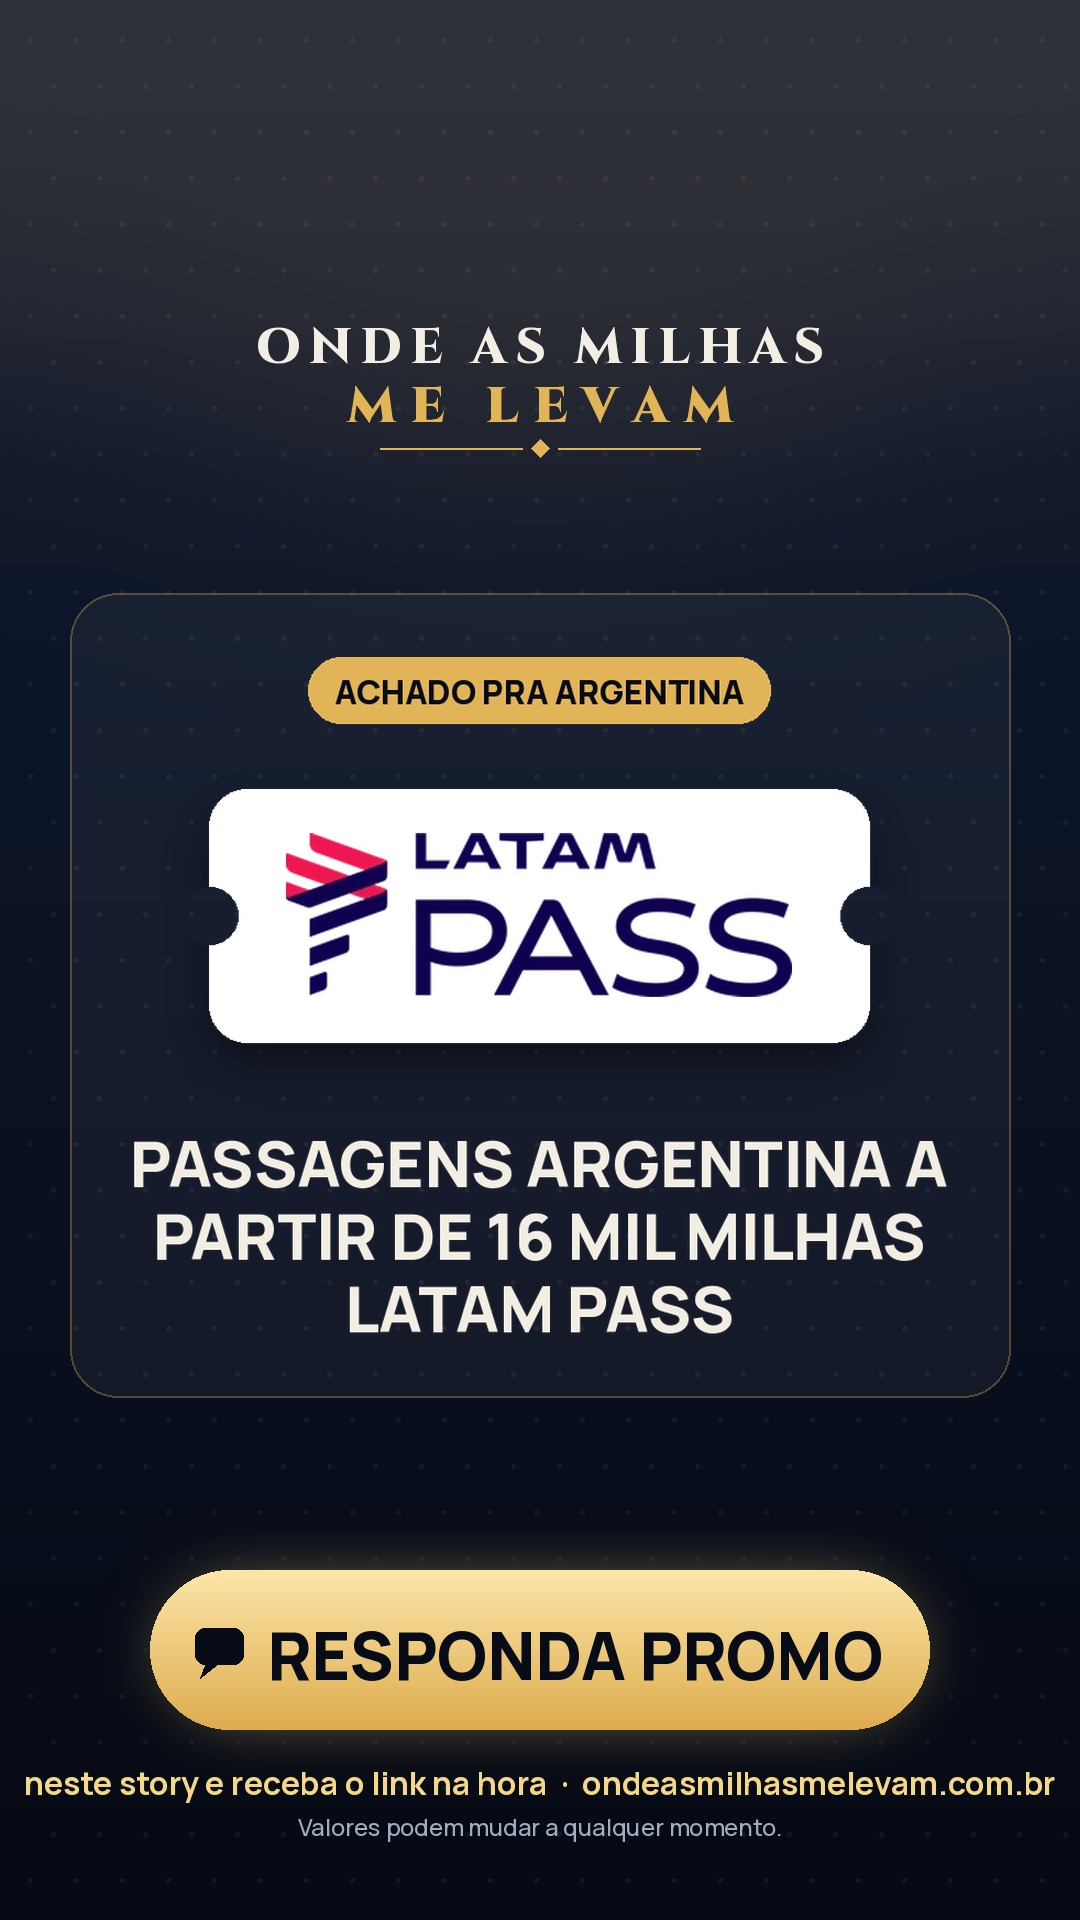 ONDE AS MILHAS
ME LEVAM
ACHADO PRA ARGENTINA
LATAM
PASS
PASSAGENS ARGENTINA A
PARTIR DE 16 MIL MILHAS
LATAM PASS
RESPONDA PROMO
neste story e receba o link na hora · ondeasmilhasmelevam.com.br
Valores podem mudar a qualquer momento.